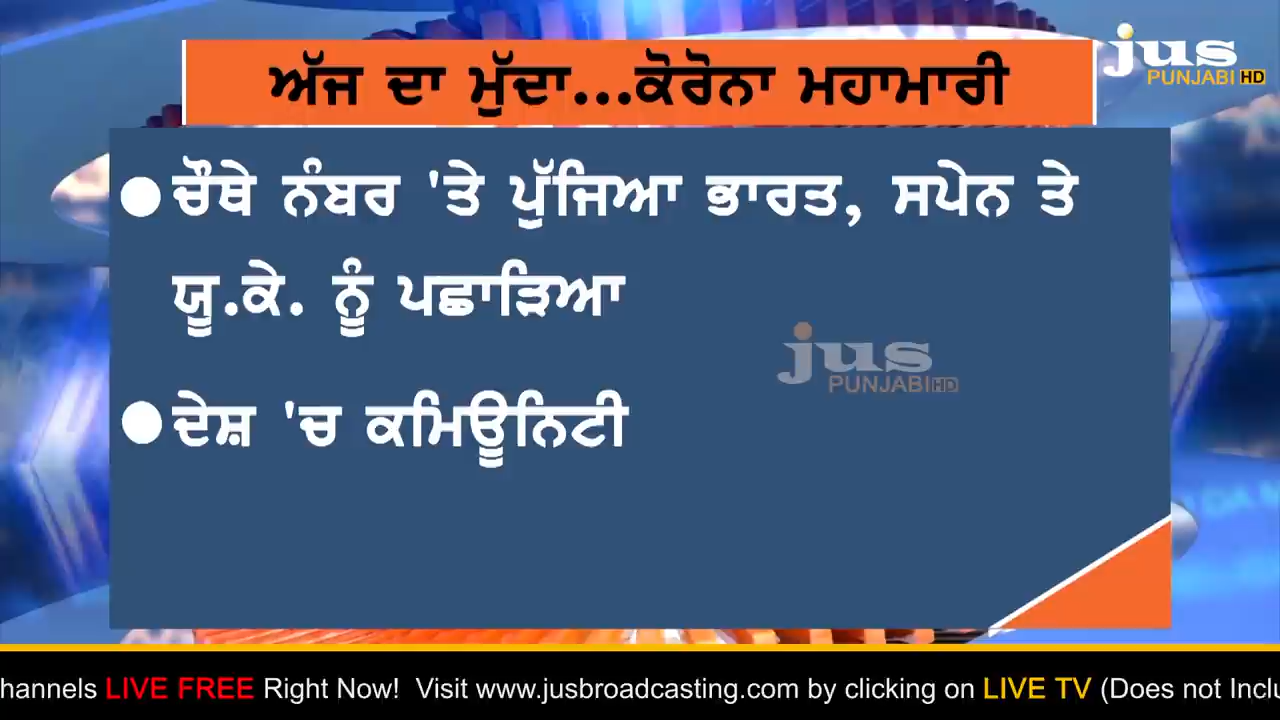 ਅੱਜ ਦਾ ਮੁੱਦਾ...ਕੋਰੋਨਾ ਮਹਾਮਾਰੀ
jus
PUNJABI HD
●ਚੌਥੇ ਨੰਬਰ 'ਤੇ ਪੁੱਜਿਆ ਭਾਰਤ, ਸਪੇਨ ਤੇ
ਯੂ.ਕੇ. ਨੂੰ ਪਛਾੜਿਆ
jus
PUNJABI HD
●ਦੇਸ਼ 'ਚ ਕਮਿਊਨਿਟੀ
hannels LIVE FREE Right Now! Visit www.jusbroadcasting.com by clicking on LIVE TV (Does not Inclu